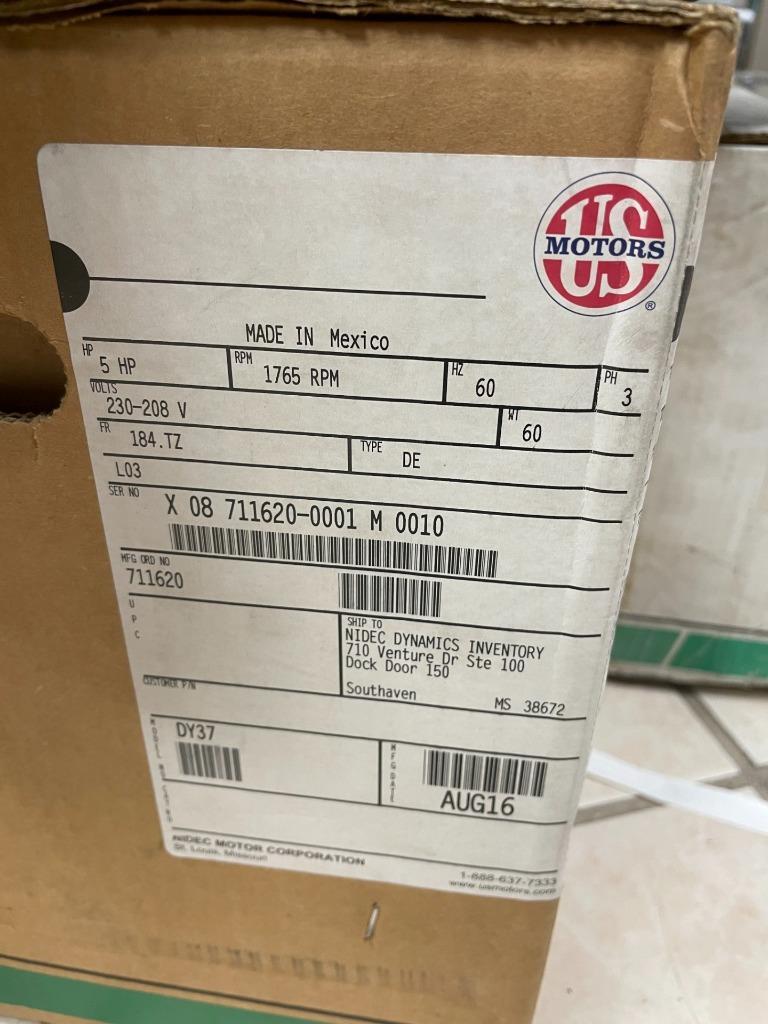 US
MOTORS
®
MADE IN Mexico
HP 5 HP
RPM 1765 RPM
HZ 60
PH 3
VOLTS 230-208 V
WT 60
FR 184.TZ
TYPE DE
L03
SER NO X 08 711620-0001 M 0010
MFG ORD NO
711620
UPC
SHIP TO
NIDEC DYNAMICS INVENTORY
710 Venture Dr Ste 100
Dock Door 150
Southaven MS 38672
CUSTOMER P/N
DY37
MFG DATE
AUG16
NIDEC MOTOR CORPORATION
St. Louis, Missouri
1-888-637-7333
www.usmotors.com